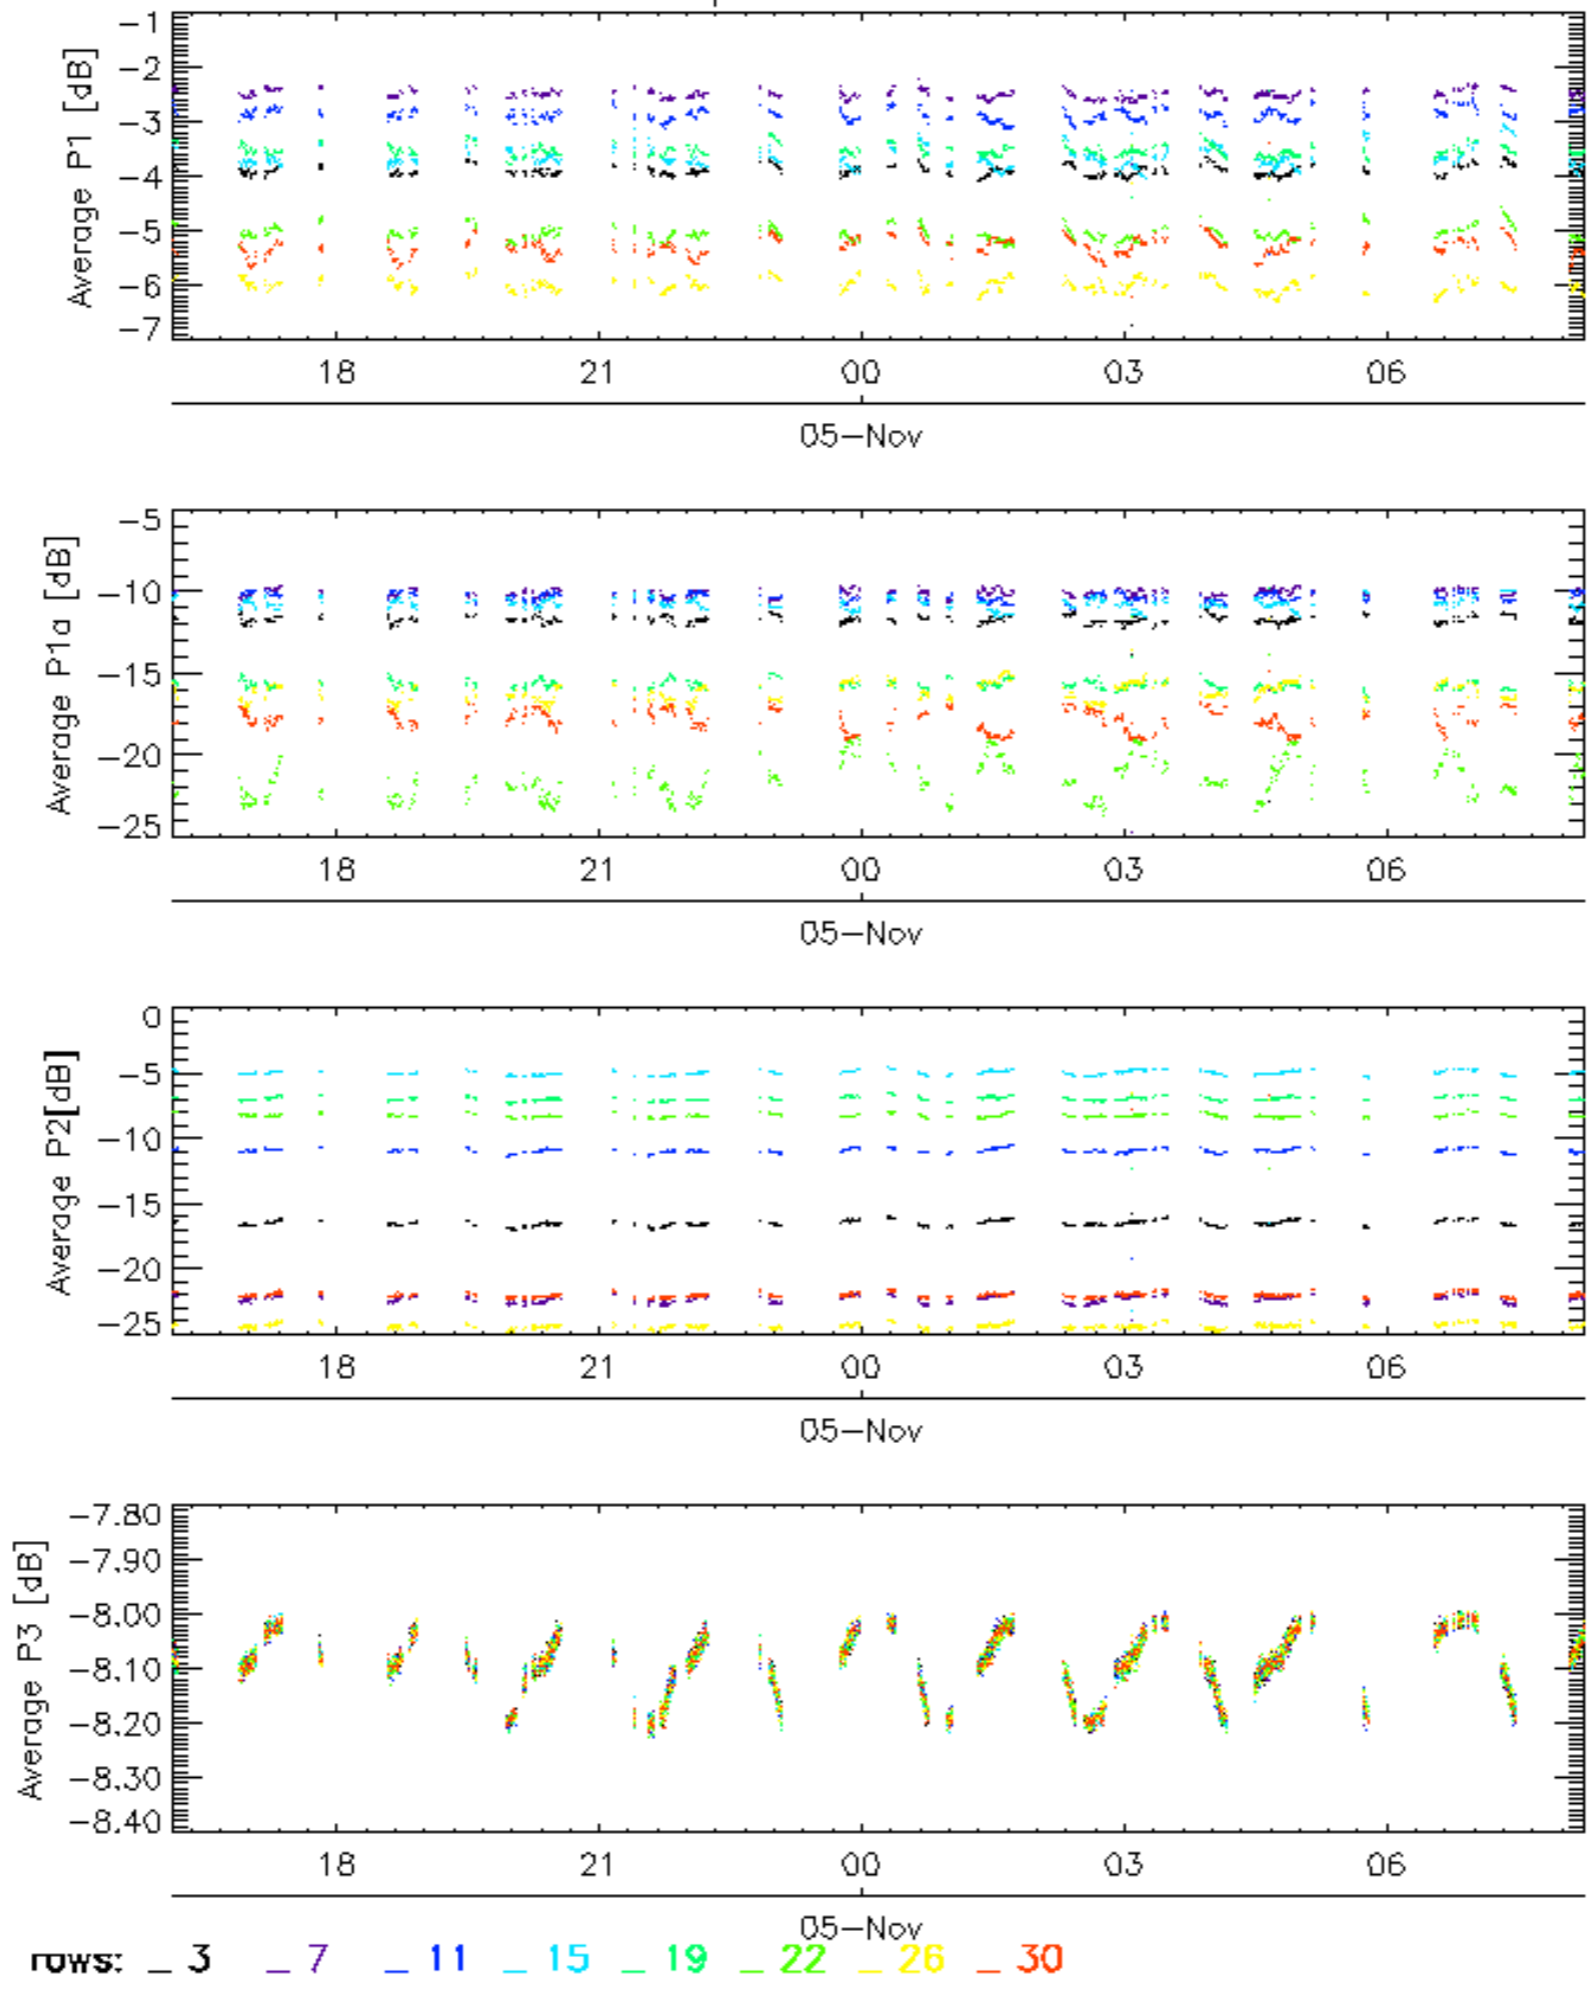 Average P1 [dB]
-1
-2
-3
-4
-5
-6
-7
18 21 00 03 06
05-Nov
Average P1a [dB]
-5
-10
-15
-20
-25
18 21 00 03 06
05-Nov
Average P2[dB]
0
-5
-10
-15
-20
-25
18 21 00 03 06
05-Nov
Average P3 [dB]
-7.80
-7.90
-8.00
-8.10
-8.20
-8.30
-8.40
18 21 00 03 06
05-Nov
rows: _ 3 _ 7 _ 11 _ 15 _ 19 _ 22 _ 26 _ 30